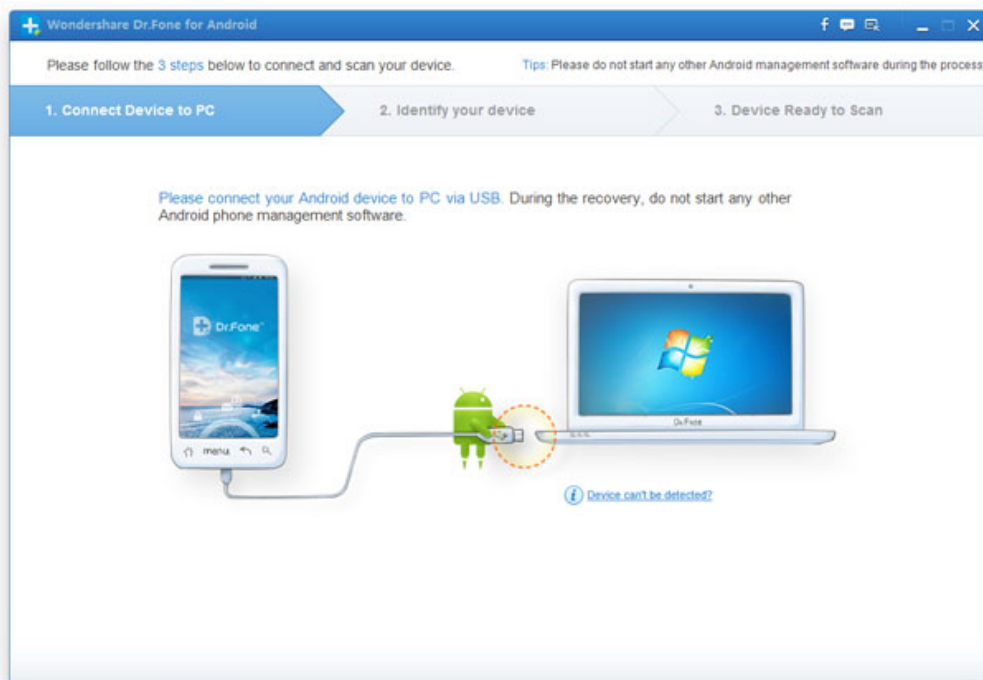 Wondershare Dr.Fone for Android
Please follow the 3 steps below to connect and scan your device.
Tips: Please do not start any other Android management software during the process
1. Connect Device to PC
2. Identify your device
3. Device Ready to Scan
Please connect your Android device to PC via USB. During the recovery, do not start any other
Android phone management software.
Dr.Fone
menu
Dr.Fone
Device can't be detected?